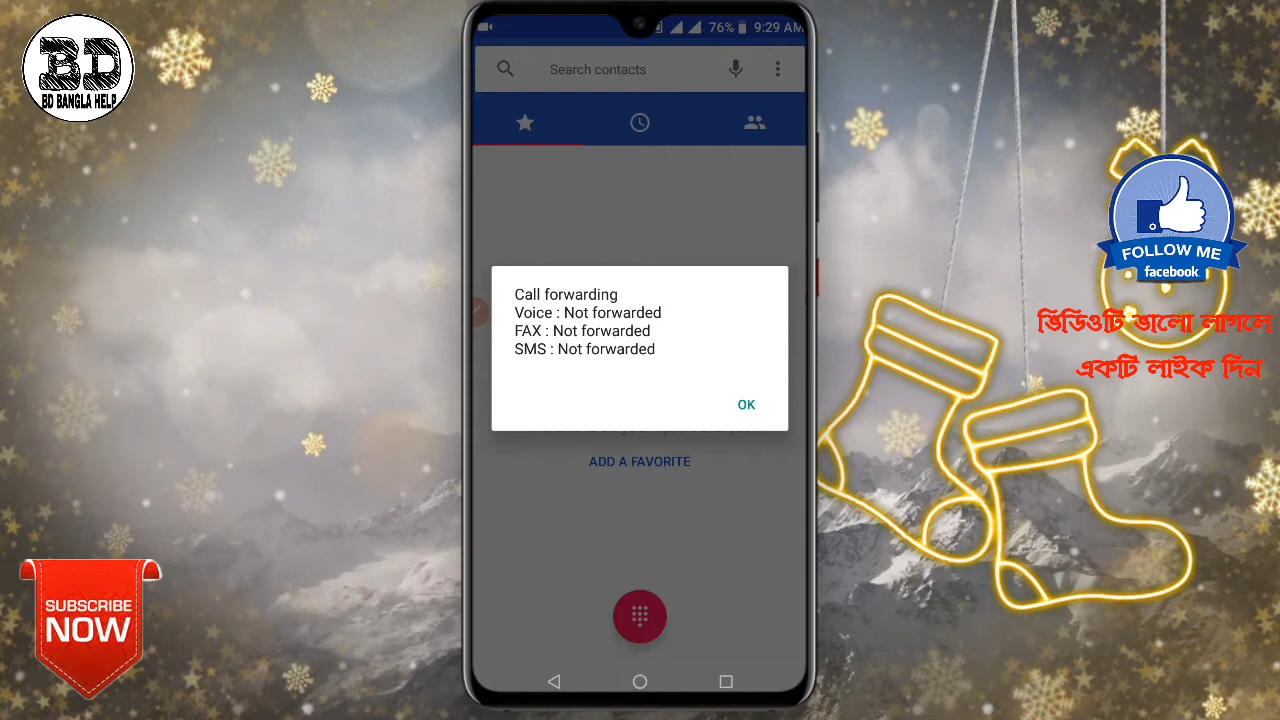 BD
BD BANGLA HELP
76%
9:29 AM
Search contacts
Call forwarding
Voice : Not forwarded
FAX : Not forwarded
SMS : Not forwarded
OK
ADD A FAVORITE
FOLLOW ME
facebook.
ভিডিওটি ভালো লাগলে
একটি লাইক দিন
SUBSCRIBE
NOW